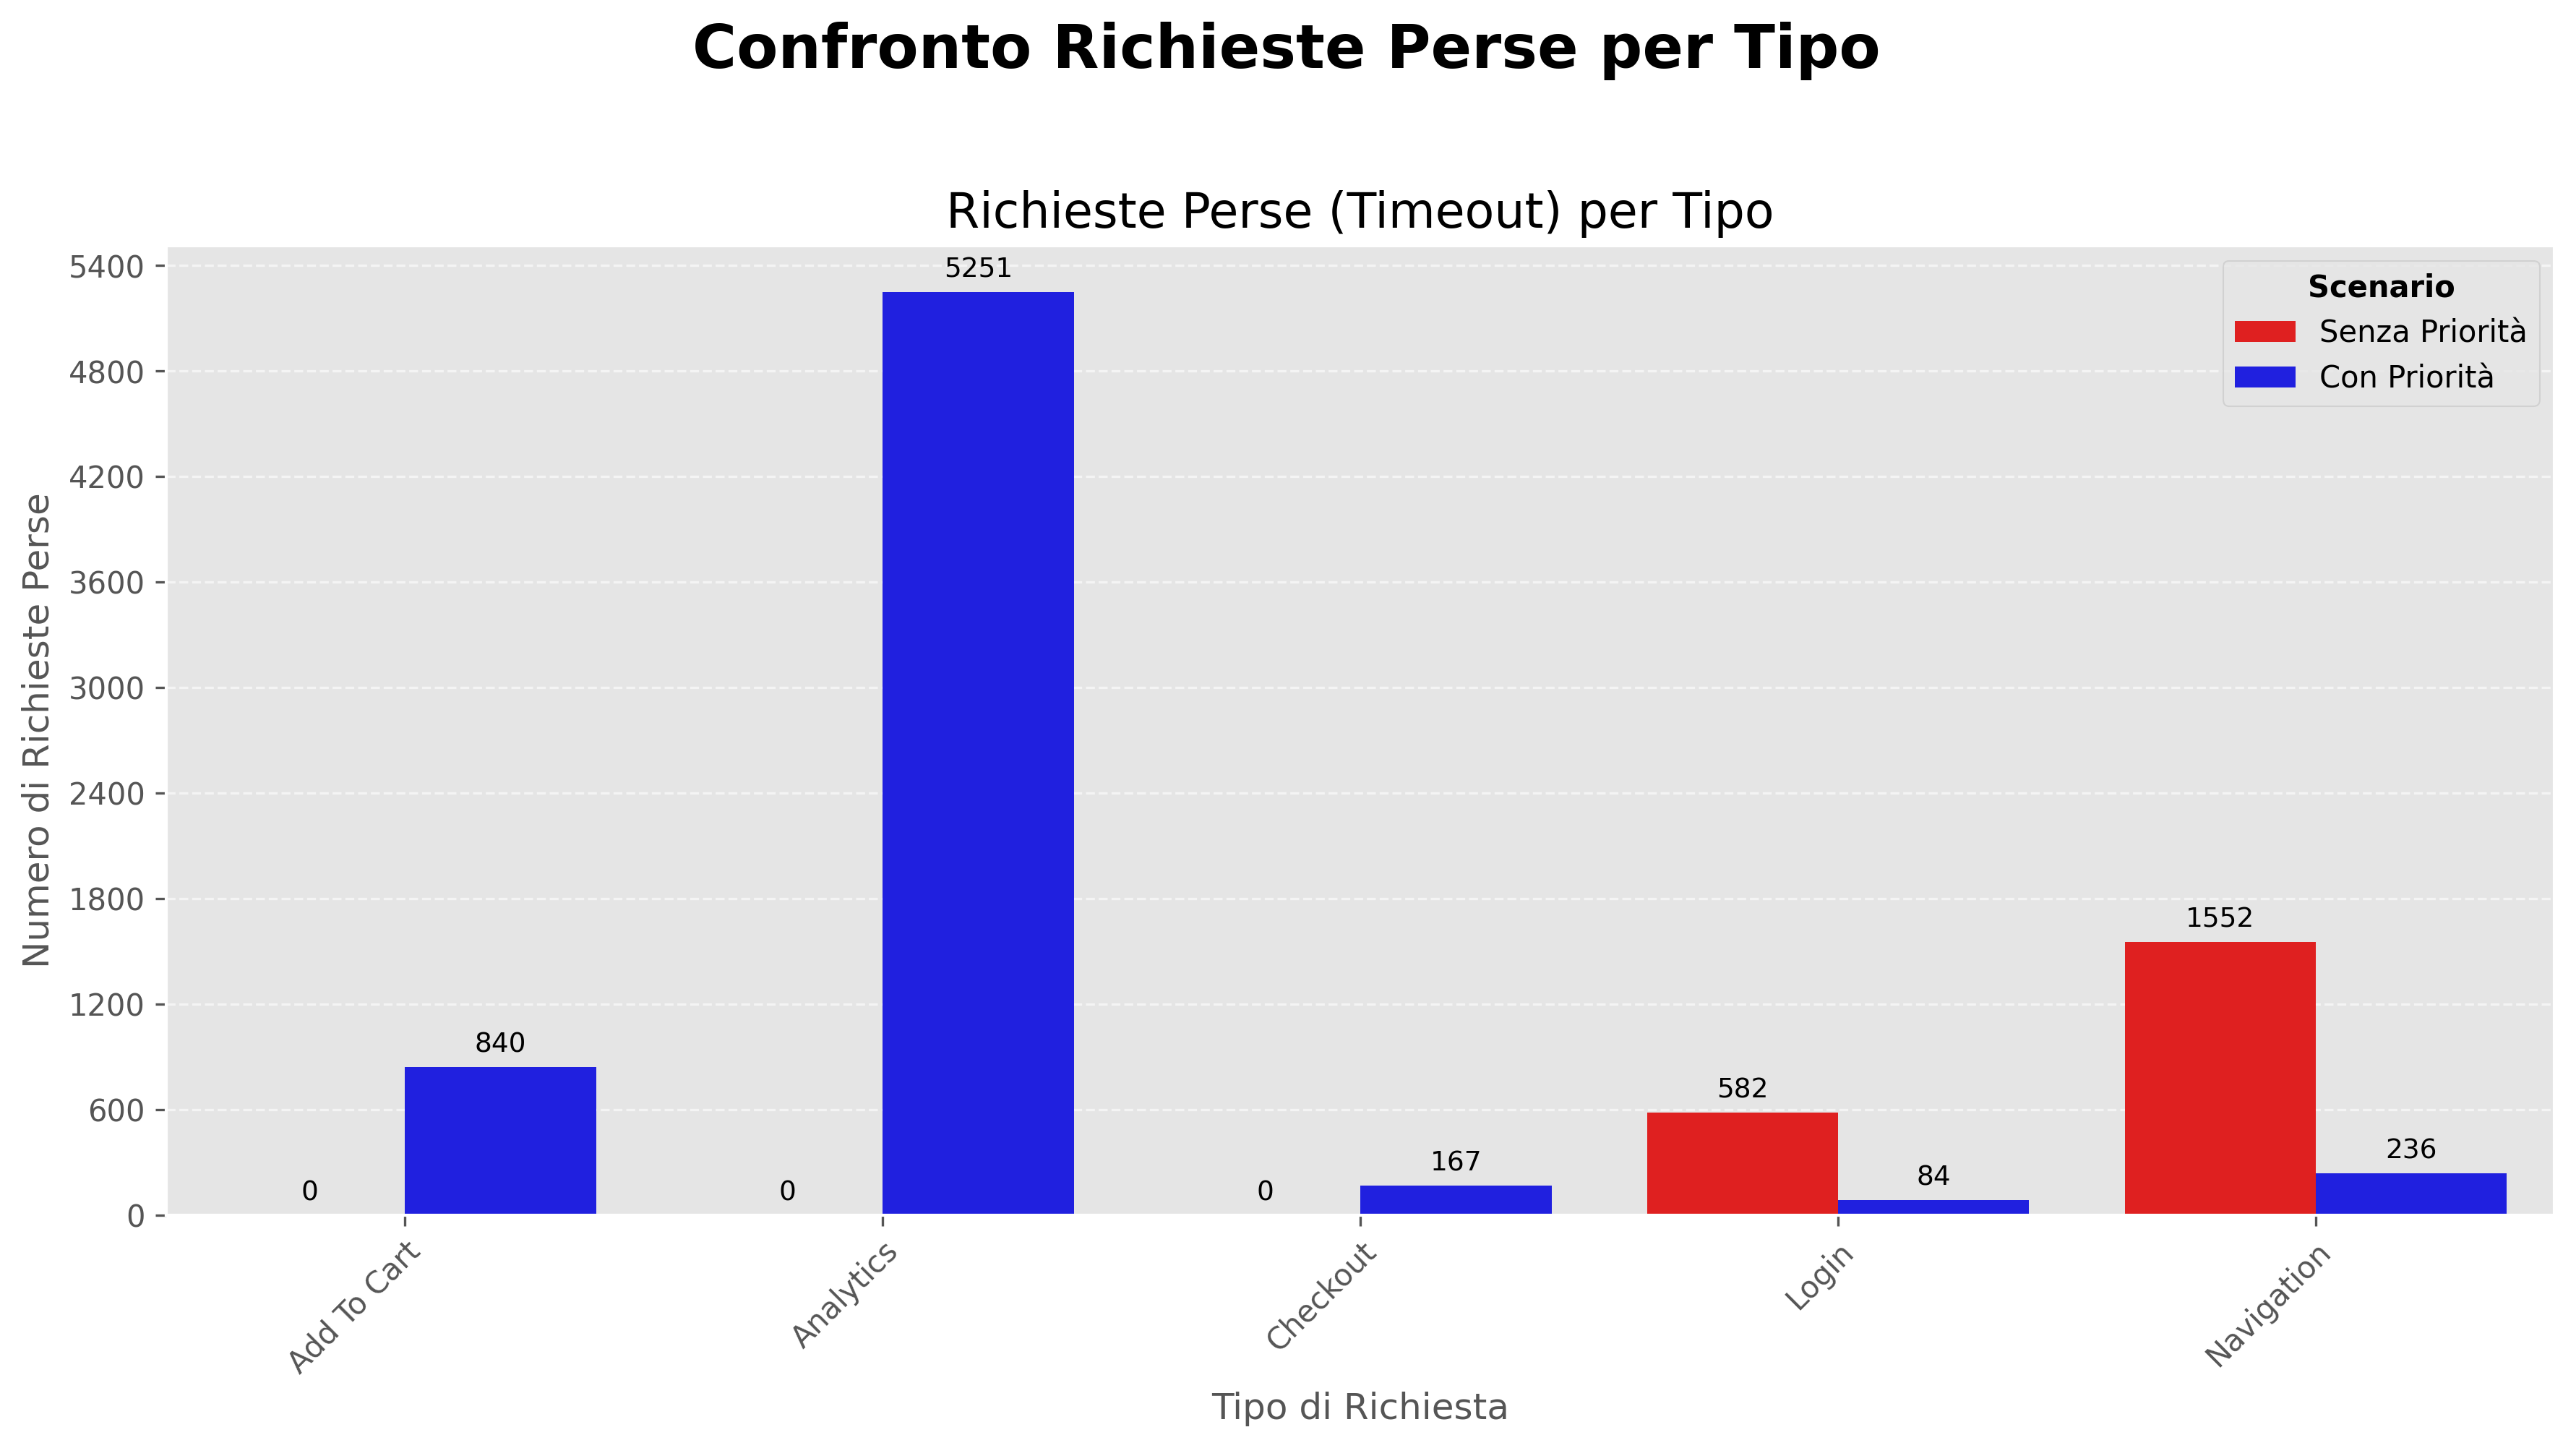 Confronto Richieste Perse per Tipo
Richieste Perse (Timeout) per Tipo
Numero di Richieste Perse
5400
4800
4200
3600
3000
2400
1800
1200
600
0
Scenario
Senza Priorità
Con Priorità
0
840
0
5251
0
167
582
84
1552
236
Add To Cart
Analytics
Checkout
Login
Navigation
Tipo di Richiesta